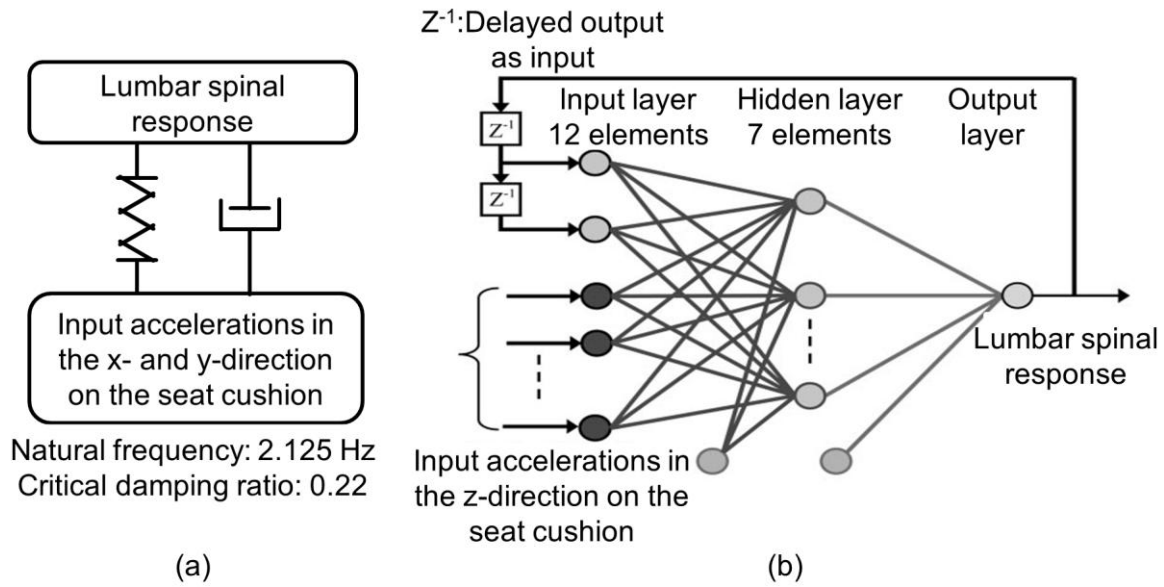 Lumbar spinal
response
Input accelerations in
the x- and y-direction
on the seat cushion
Natural frequency: 2.125 Hz
Critical damping ratio: 0.22
(a)
Z⁻¹:Delayed output
as input
Z⁻¹
Z⁻¹
Input layer
12 elements
Hidden layer
7 elements
Output
layer
Lumbar spinal
response
Input accelerations in
the z-direction on the
seat cushion
(b)